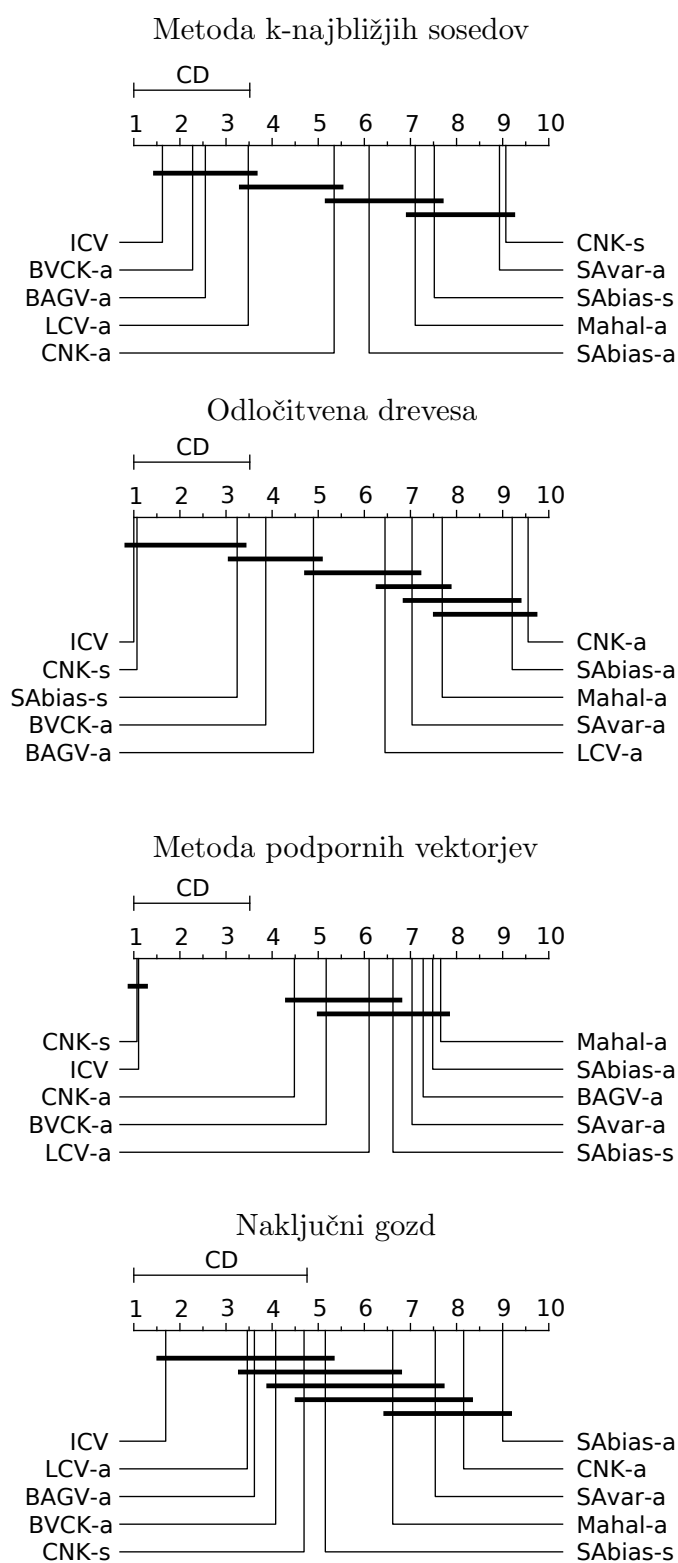 Metoda k-najbližjih sosedov
CD
1 2 3 4 5 6 7 8 9 10
ICV CNK-s
BVCK-a SAvar-a
BAGV-a SAbias-s
LCV-a Mahal-a
CNK-a SAbias-a
Odločitvena drevesa
CD
1 2 3 4 5 6 7 8 9 10
ICV CNK-a
CNK-s SAbias-a
SAbias-s Mahal-a
BVCK-a SAvar-a
BAGV-a LCV-a
Metoda podpornih vektorjev
CD
1 2 3 4 5 6 7 8 9 10
CNK-s Mahal-a
ICV SAbias-a
CNK-a BAGV-a
BVCK-a SAvar-a
LCV-a SAbias-s
Naključni gozd
CD
1 2 3 4 5 6 7 8 9 10
ICV SAbias-a
LCV-a CNK-a
BAGV-a SAvar-a
BVCK-a Mahal-a
CNK-s SAbias-s